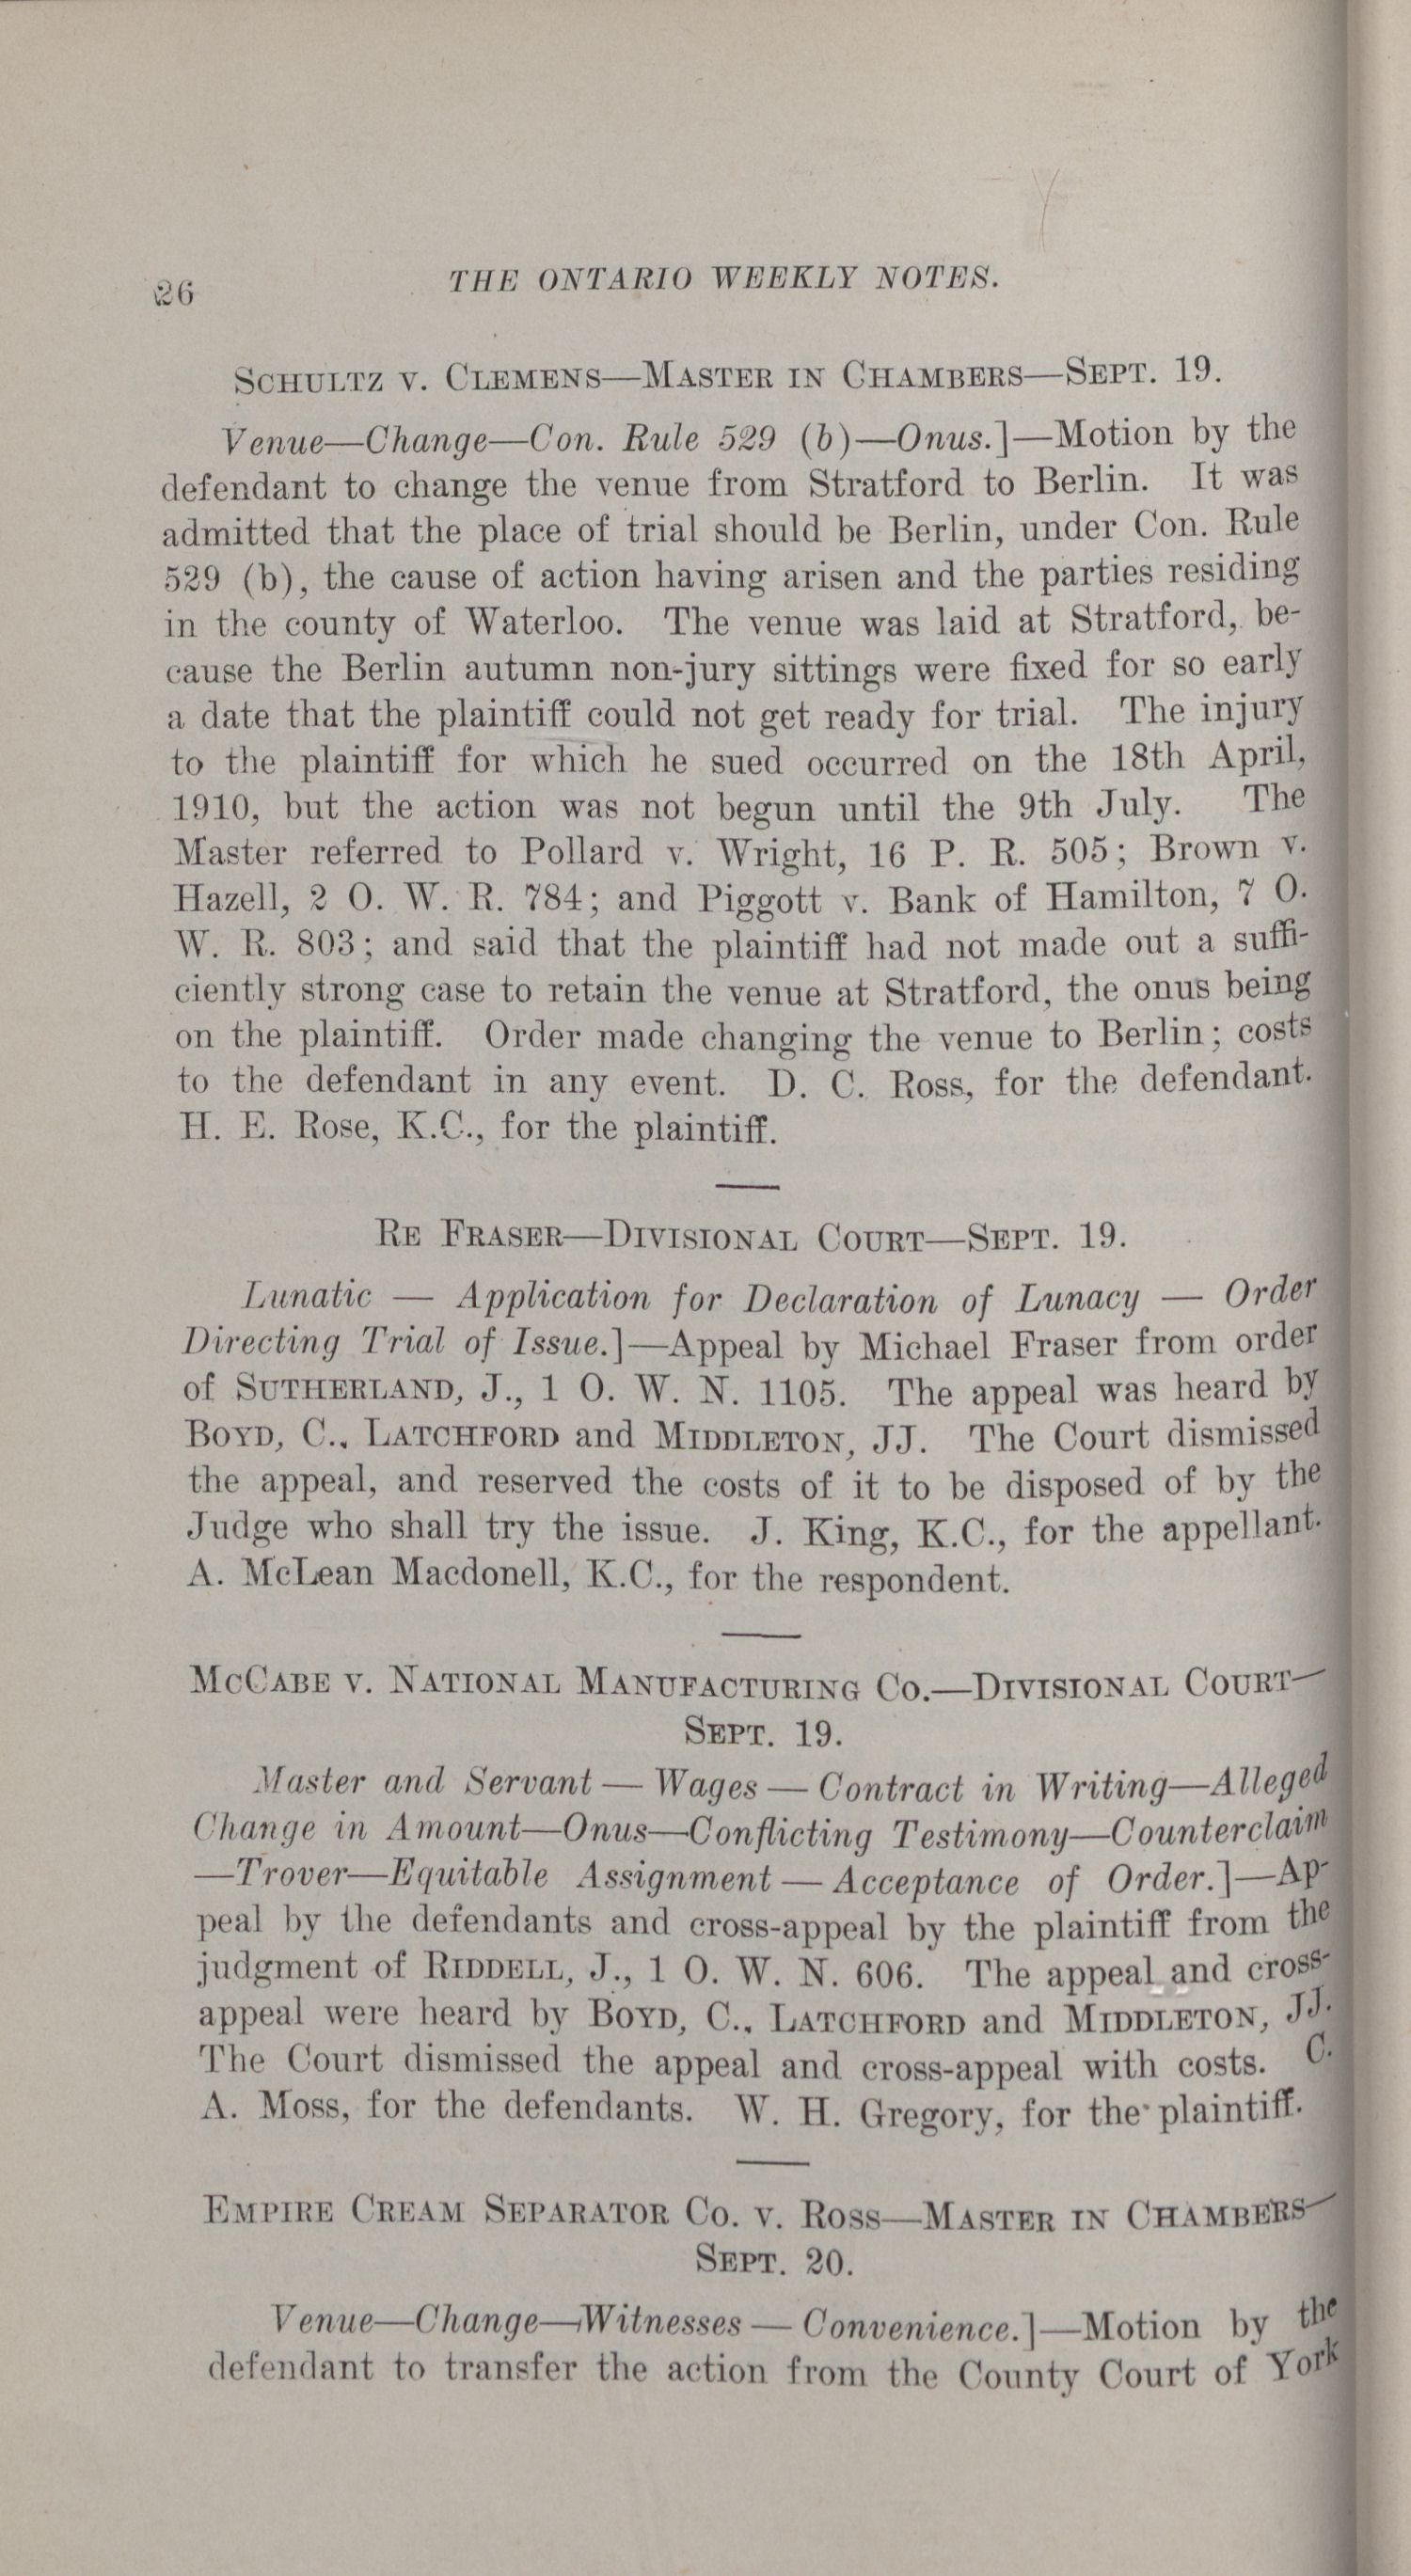 26
THE ONTARIO WEEKLY NOTES.
SCHULTZ V. CLEMENS—MASTER IN CHAMBERS—SEPT. 19.
Venue—Change—Con. Rule 529 (b)—Onus.]—Motion by the
defendant to change the venue from Stratford to Berlin. It was
admitted that the place of trial should be Berlin, under Con. Rule
529 (b), the cause of action having arisen and the parties residing
in the county of Waterloo. The venue was laid at Stratford, be-
cause the Berlin autumn non-jury sittings were fixed for so early
a date that the plaintiff could not get ready for trial. The injury
to the plaintiff for which he sued occurred on the 18th April,
1910, but the action was not begun until the 9th July. The
Master referred to Pollard v. Wright, 16 P. R. 505; Brown v.
Hazell, 2 O. W. R. 784; and Piggott v. Bank of Hamilton, 7 O.
W. R. 803; and said that the plaintiff had not made out a suffi-
ciently strong case to retain the venue at Stratford, the onus being
on the plaintiff. Order made changing the venue to Berlin; costs
to the defendant in any event. D. C. Ross, for the defendant.
H. E. Rose, K.C., for the plaintiff.
RE FRASER—DIVISIONAL COURT—SEPT. 19.
Lunatic — Application for Declaration of Lunacy — Order
Directing Trial of Issue.]—Appeal by Michael Fraser from order
of SUTHERLAND, J., 1 O. W. N. 1105. The appeal was heard by
BOYD, C., LATCHFORD and MIDDLETON, JJ. The Court dismissed
the appeal, and reserved the costs of it to be disposed of by the
Judge who shall try the issue. J. King, K.C., for the appellant.
A. McLean Macdonell, K.C., for the respondent.
MCCABE V. NATIONAL MANUFACTURING CO.—DIVISIONAL COURT—
SEPT. 19.
Master and Servant — Wages — Contract in Writing—Alleged
Change in Amount—Onus—Conflicting Testimony—Counterclaim
—Trover—Equitable Assignment — Acceptance of Order.]—Ap-
peal by the defendants and cross-appeal by the plaintiff from the
judgment of RIDDELL, J., 1 O. W. N. 606. The appeal and cross-
appeal were heard by BOYD, C., LATCHFORD and MIDDLETON, JJ.
The Court dismissed the appeal and cross-appeal with costs. C.
A. Moss, for the defendants. W. H. Gregory, for the plaintiff.
EMPIRE CREAM SEPARATOR CO. V. ROSS—MASTER IN CHAMBERS—
SEPT. 20.
Venue—Change—Witnesses — Convenience.]—Motion by the
defendant to transfer the action from the County Court of York